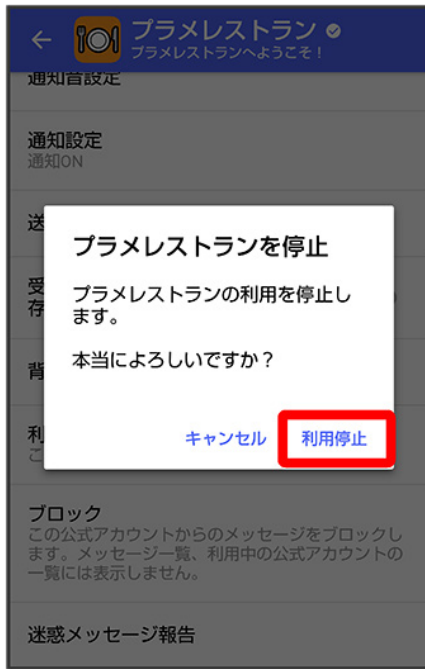 プラメレストラン
プラメレストランへようこそ！
通知音設定
通知設定
通知ON
送
プラメレストランを停止
プラメレストランの利用を停止し
ます。
本当によろしいですか？
受
存
背
利
こ
キャンセル 利用停止
ブロック
この公式アカウントからのメッセージをブロックし
ます。メッセージ一覧、利用中の公式アカウントの
一覧には表示しません。
迷惑メッセージ報告